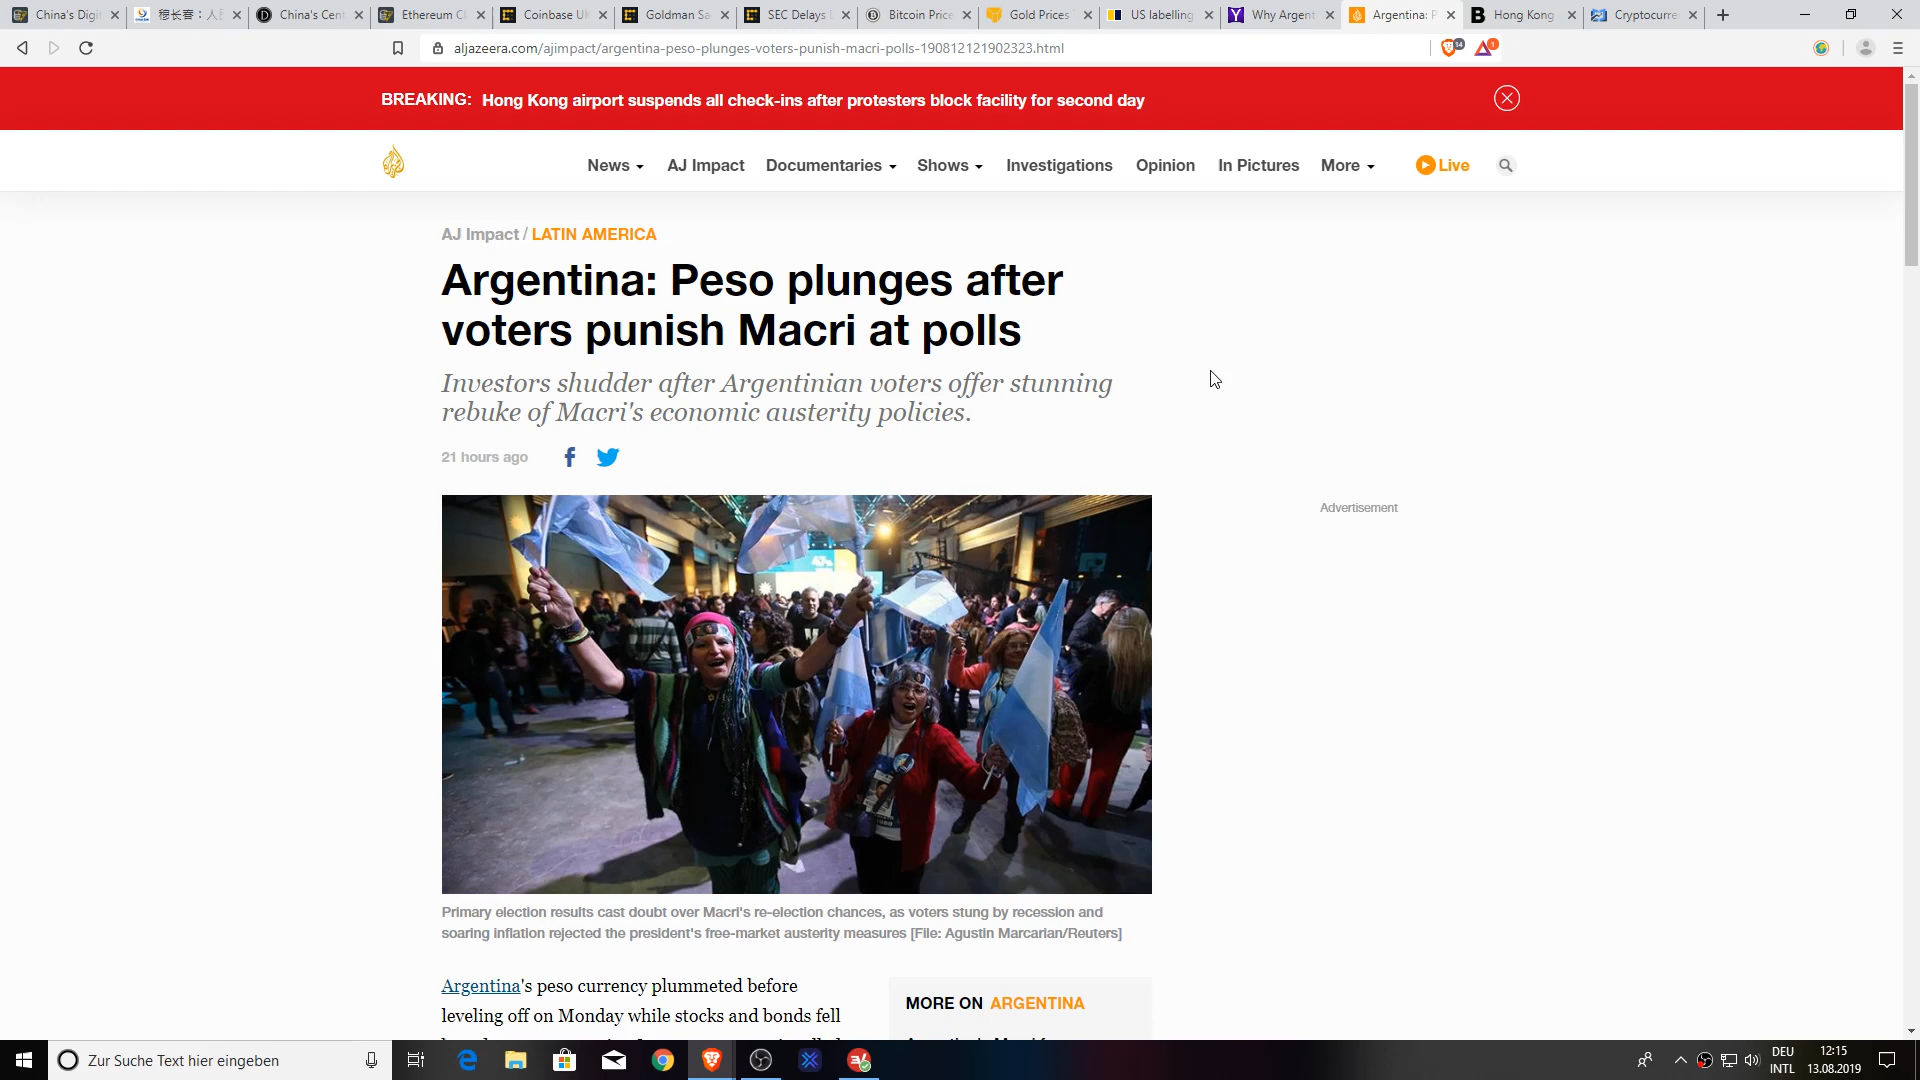 China's Digi
穆长春：人民
China's Cent
Ethereum Cl
Coinbase UK
Goldman Sa
SEC Delays
Bitcoin Price
Gold Prices
US labelling
Why Argent
Argentina: P
Hong Kong
Cryptocurre
aljazeera.com/ajimpact/argentina-peso-plunges-voters-punish-macri-polls-190812121902323.html
14
1
BREAKING: Hong Kong airport suspends all check-ins after protesters block facility for second day
News AJ Impact Documentaries Shows Investigations Opinion In Pictures More Live
AJ Impact / LATIN AMERICA
Argentina: Peso plunges after
voters punish Macri at polls
Investors shudder after Argentinian voters offer stunning
rebuke of Macri's economic austerity policies.
21 hours ago
Advertisement
Primary election results cast doubt over Macri's re-election chances, as voters stung by recession and
soaring inflation rejected the president's free-market austerity measures [File: Agustin Marcarian/Reuters]
Argentina's peso currency plummeted before
leveling off on Monday while stocks and bonds fell
MORE ON ARGENTINA
Zur Suche Text hier eingeben
DEU
INTL
12:15
13.08.2019